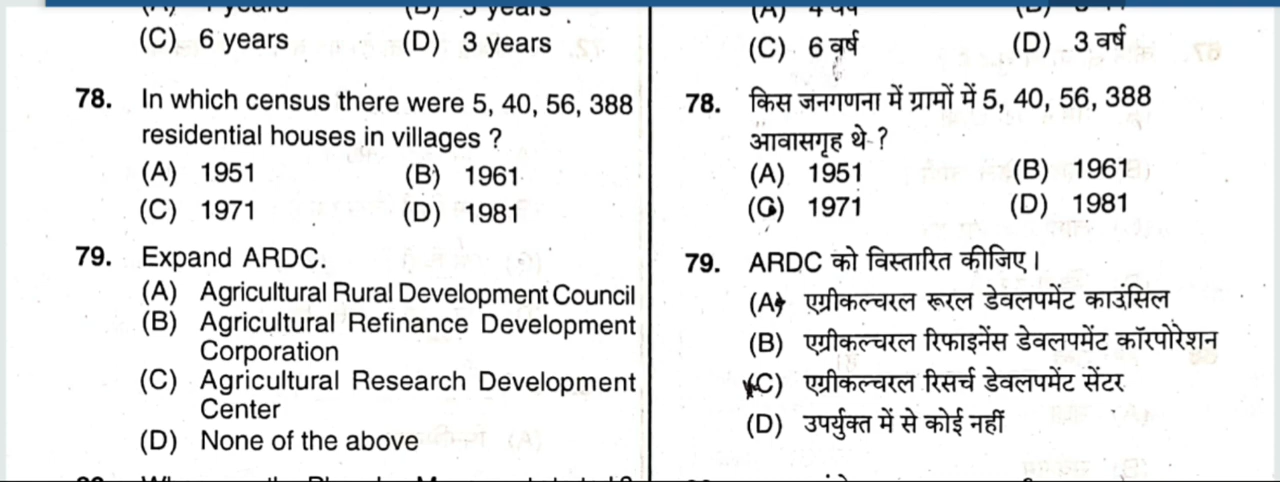 (C) 6 years (D) 3 years
78. In which census there were 5, 40, 56, 388
residential houses in villages ?
(A) 1951 (B) 1961
(C) 1971 (D) 1981
79. Expand ARDC.
(A) Agricultural Rural Development Council
(B) Agricultural Refinance Development
Corporation
(C) Agricultural Research Development
Center
(D) None of the above
(C) 6 वर्ष (D) 3 वर्ष
78. किस जनगणना में ग्रामों में 5, 40, 56, 388
आवासगृह थे ?
(A) 1951 (B) 1961
(C) 1971 (D) 1981
79. ARDC को विस्तारित कीजिए।
(A) एग्रीकल्चरल रूरल डेवलपमेंट काउंसिल
(B) एग्रीकल्चरल रिफाइनेंस डेवलपमेंट कॉरपोरेशन
(C) एग्रीकल्चरल रिसर्च डेवलपमेंट सेंटर
(D) उपर्युक्त में से कोई नहीं